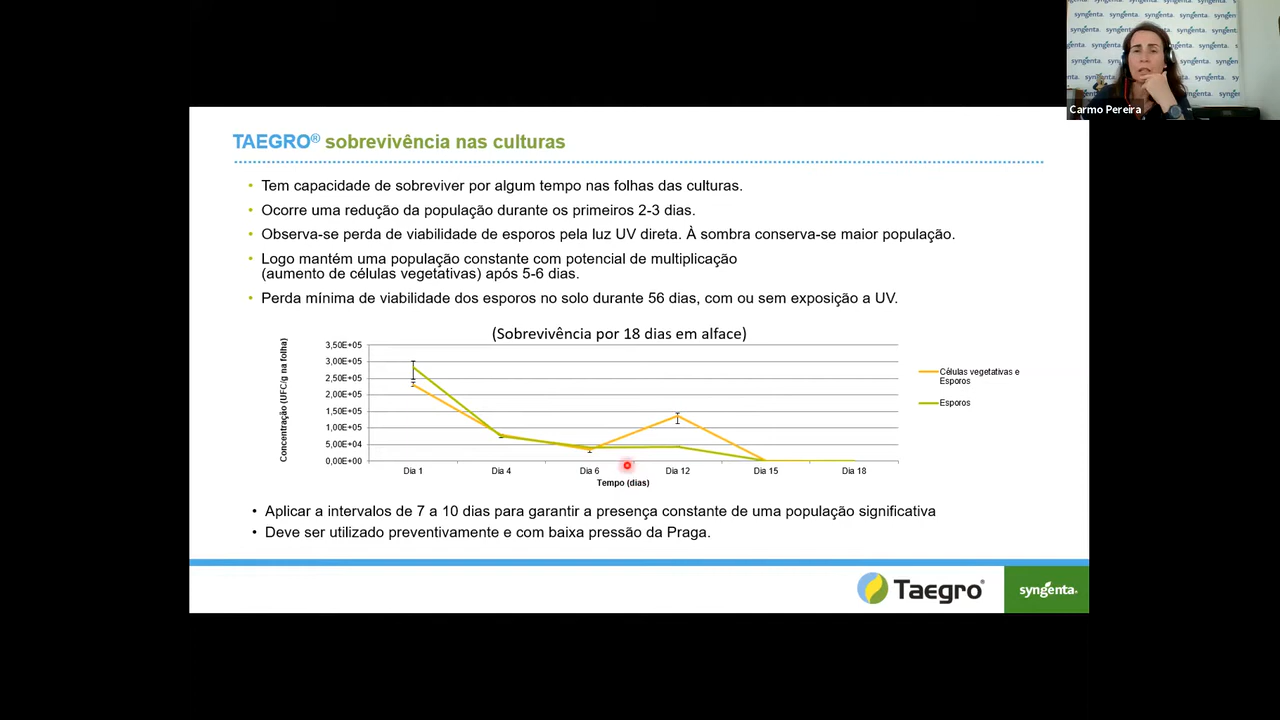 Carmo Pereira
TAEGRO® sobrevivência nas culturas
• Tem capacidade de sobreviver por algum tempo nas folhas das culturas.
• Ocorre uma redução da população durante os primeiros 2-3 dias.
• Observa-se perda de viabilidade de esporos pela luz UV direta. À sombra conserva-se maior população.
• Logo mantém uma população constante com potencial de multiplicação
(aumento de células vegetativas) após 5-6 dias.
• Perda mínima de viabilidade dos esporos no solo durante 56 dias, com ou sem exposição a UV.
(Sobrevivência por 18 dias em alface)
Concentração (UFC/g na folha)
3,50E+05
3,00E+05
2,50E+05
2,00E+05
1,50E+05
1,00E+05
5,00E+04
0,00E+00
Dia 1 Dia 4 Dia 6 Dia 12 Dia 15 Dia 18
Tempo (dias)
Células vegetativas e
Esporos
Esporos
• Aplicar a intervalos de 7 a 10 dias para garantir a presença constante de uma população significativa
• Deve ser utilizado preventivamente e com baixa pressão da Praga.
Taegro®
syngenta.